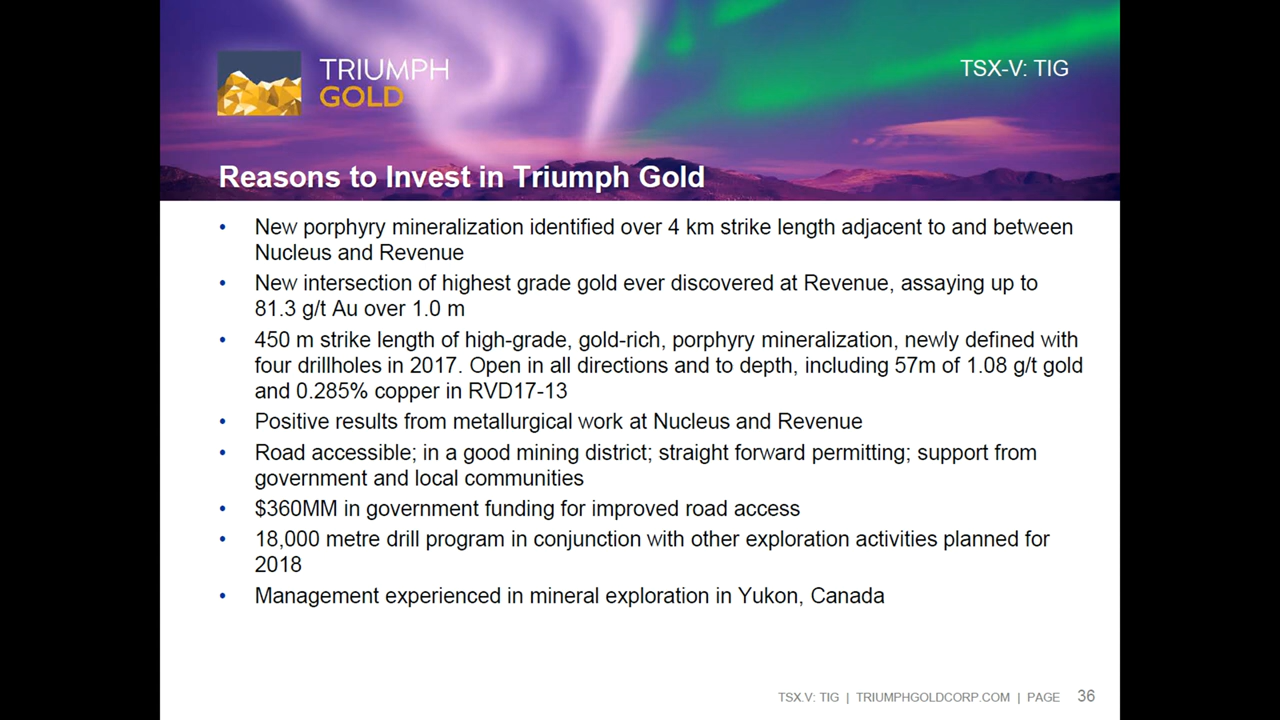 TRIUMPH
GOLD
TSX-V: TIG
Reasons to Invest in Triumph Gold
• New porphyry mineralization identified over 4 km strike length adjacent to and between
Nucleus and Revenue
• New intersection of highest grade gold ever discovered at Revenue, assaying up to
81.3 g/t Au over 1.0 m
• 450 m strike length of high-grade, gold-rich, porphyry mineralization, newly defined with
four drillholes in 2017. Open in all directions and to depth, including 57m of 1.08 g/t gold
and 0.285% copper in RVD17-13
• Positive results from metallurgical work at Nucleus and Revenue
• Road accessible; in a good mining district; straight forward permitting; support from
government and local communities
• $360MM in government funding for improved road access
• 18,000 metre drill program in conjunction with other exploration activities planned for
2018
• Management experienced in mineral exploration in Yukon, Canada
TSX.V: TIG | TRIUMPHGOLDCORP.COM | PAGE 36